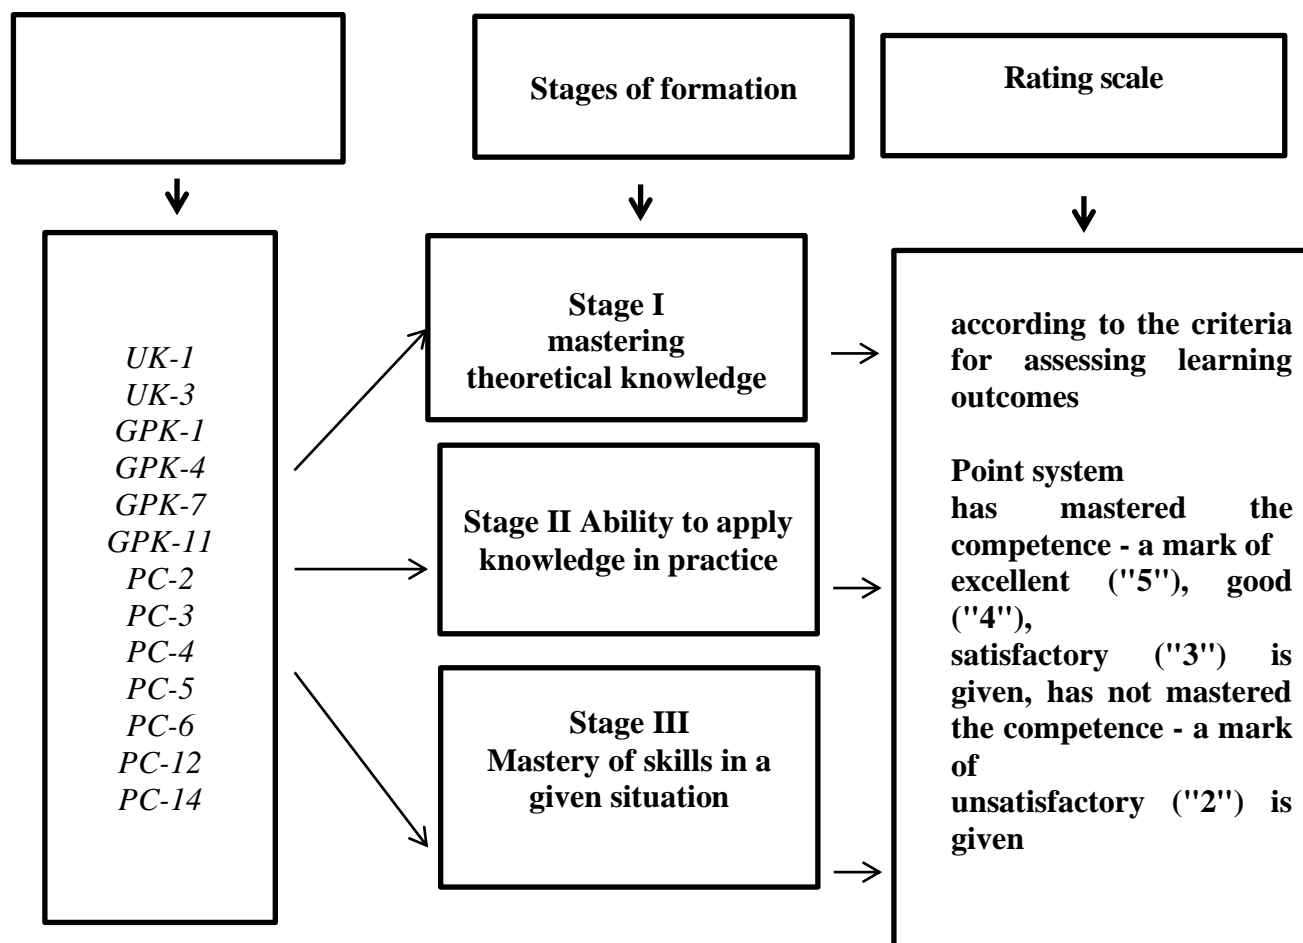 Stages of formation
Rating scale
UK-1
UK-3
GPK-1
GPK-4
GPK-7
GPK-11
PC-2
PC-3
PC-4
PC-5
PC-6
PC-12
PC-14
Stage I
mastering
theoretical knowledge
Stage II Ability to apply
knowledge in practice
Stage III
Mastery of skills in a
given situation
according to the criteria
for assessing learning
outcomes
Point system
has mastered the
competence - a mark of
excellent ("5"), good
("4"),
satisfactory ("3") is
given, has not mastered
the competence - a mark
of
unsatisfactory ("2") is
given